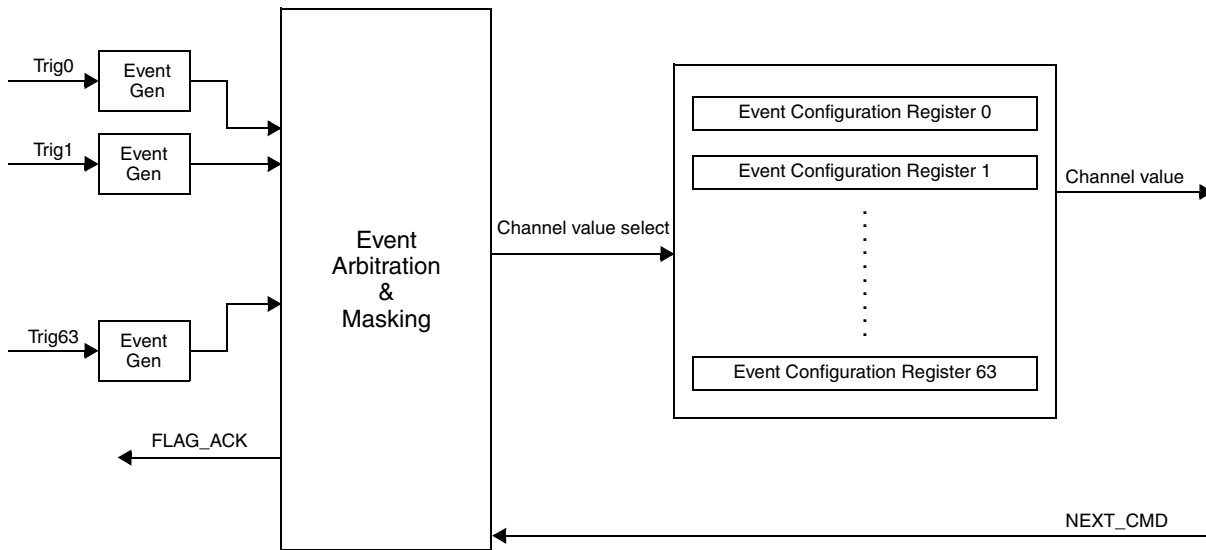 Trig0
Event
Gen
Trig1
Event
Gen
Trig63
Event
Gen
FLAG_ACK
Event
Arbitration
&
Masking
Channel value select
Event Configuration Register 0
Event Configuration Register 1
Event Configuration Register 63
Channel value
NEXT_CMD